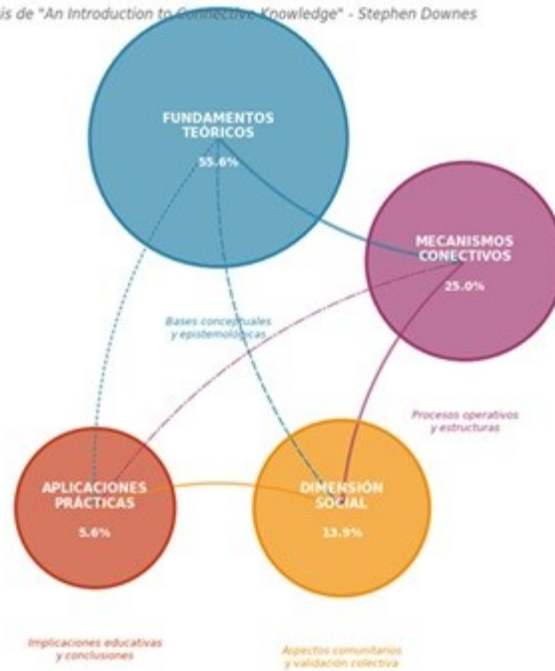 is de "An Introduction to Connective Knowledge" - Stephen Downes
FUNDAMENTOS
TEÓRICOS
55.6%
MECANISMOS
CONECTIVOS
25.0%
Bases conceptuales
y epistemológicas
Procesos operativos
y estructuras
APLICACIONES
PRÁCTICAS
5.6%
DIMENSIÓN
SOCIAL
13.9%
Implicaciones educativas
y conclusiones
Aspectos comunitarios
y validación colectiva